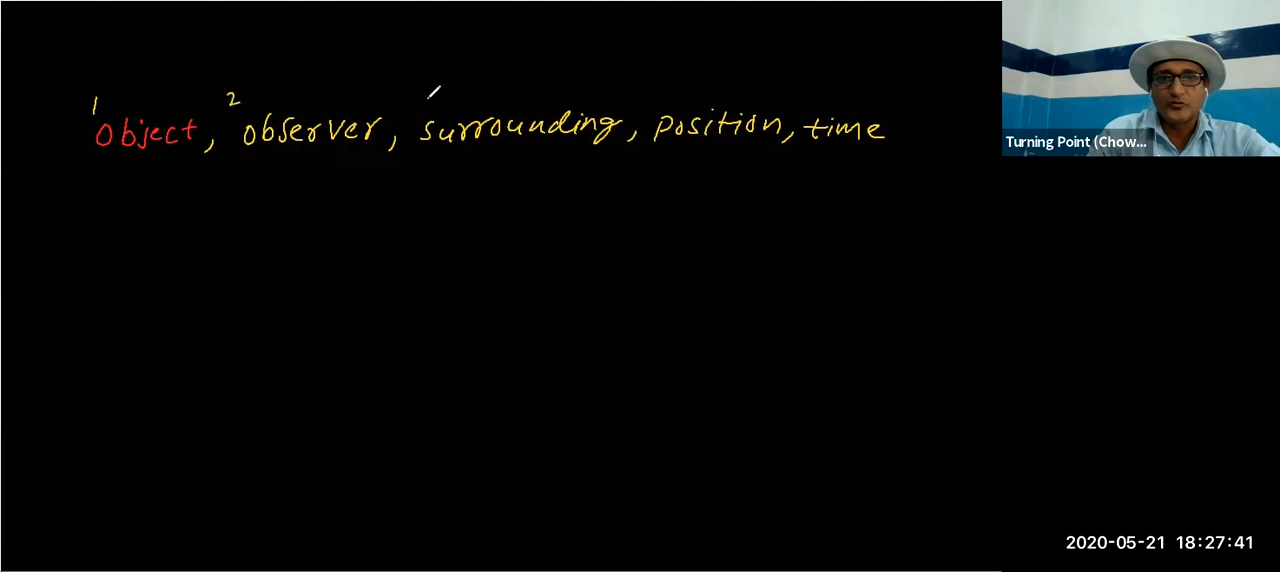 1 object, 2 observer, surrounding, position, time
Turning Point (Chow...
2020-05-21 18:27:41